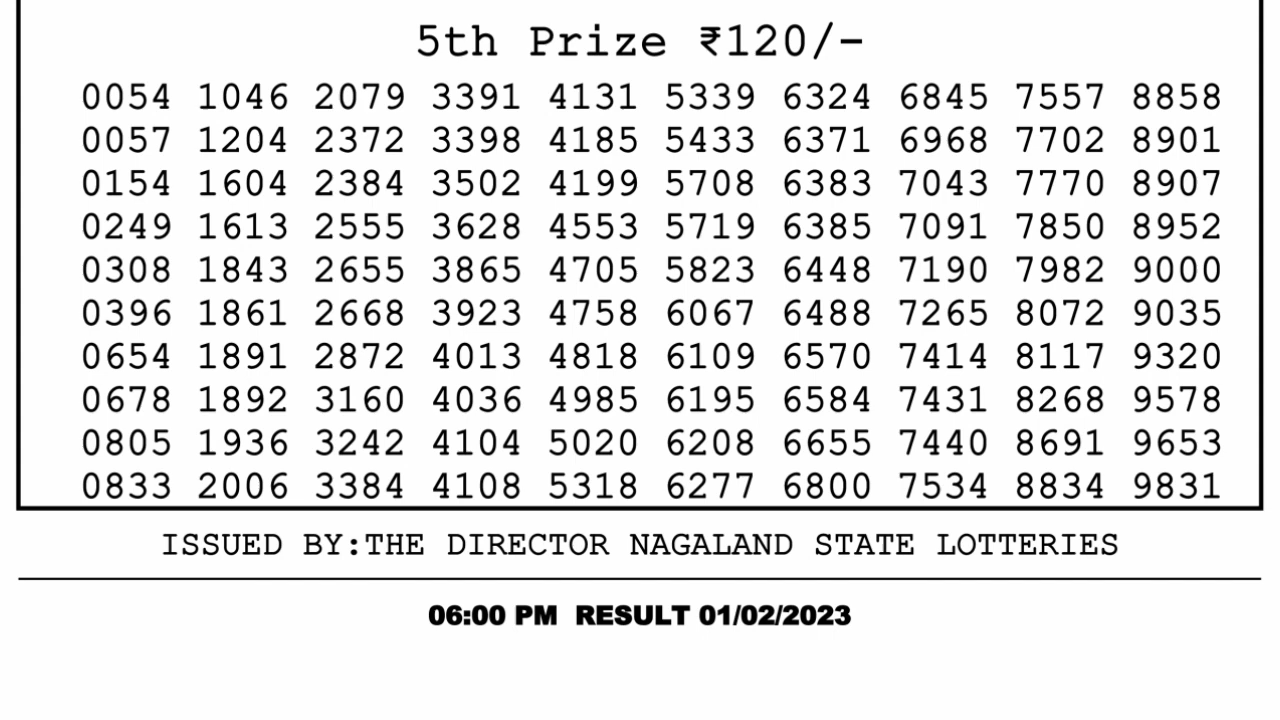 5th Prize ₹120/-
0054 1046 2079 3391 4131 5339 6324 6845 7557 8858
0057 1204 2372 3398 4185 5433 6371 6968 7702 8901
0154 1604 2384 3502 4199 5708 6383 7043 7770 8907
0249 1613 2555 3628 4553 5719 6385 7091 7850 8952
0308 1843 2655 3865 4705 5823 6448 7190 7982 9000
0396 1861 2668 3923 4758 6067 6488 7265 8072 9035
0654 1891 2872 4013 4818 6109 6570 7414 8117 9320
0678 1892 3160 4036 4985 6195 6584 7431 8268 9578
0805 1936 3242 4104 5020 6208 6655 7440 8691 9653
0833 2006 3384 4108 5318 6277 6800 7534 8834 9831
ISSUED BY:THE DIRECTOR NAGALAND STATE LOTTERIES
06:00 PM RESULT 01/02/2023